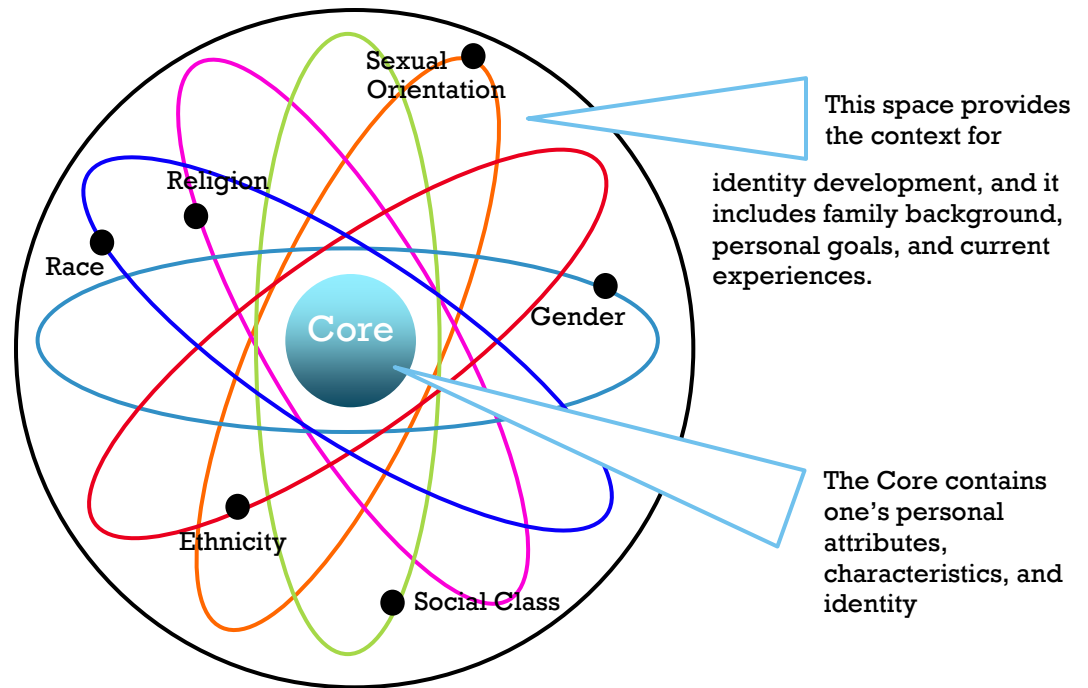 Sexual
Orientation
This space provides
the context for
identity development, and it
includes family background,
personal goals, and current
experiences.
Religion
Race
Gender
Core
The Core contains
one’s personal
attributes,
characteristics, and
identity
Ethnicity
Social Class